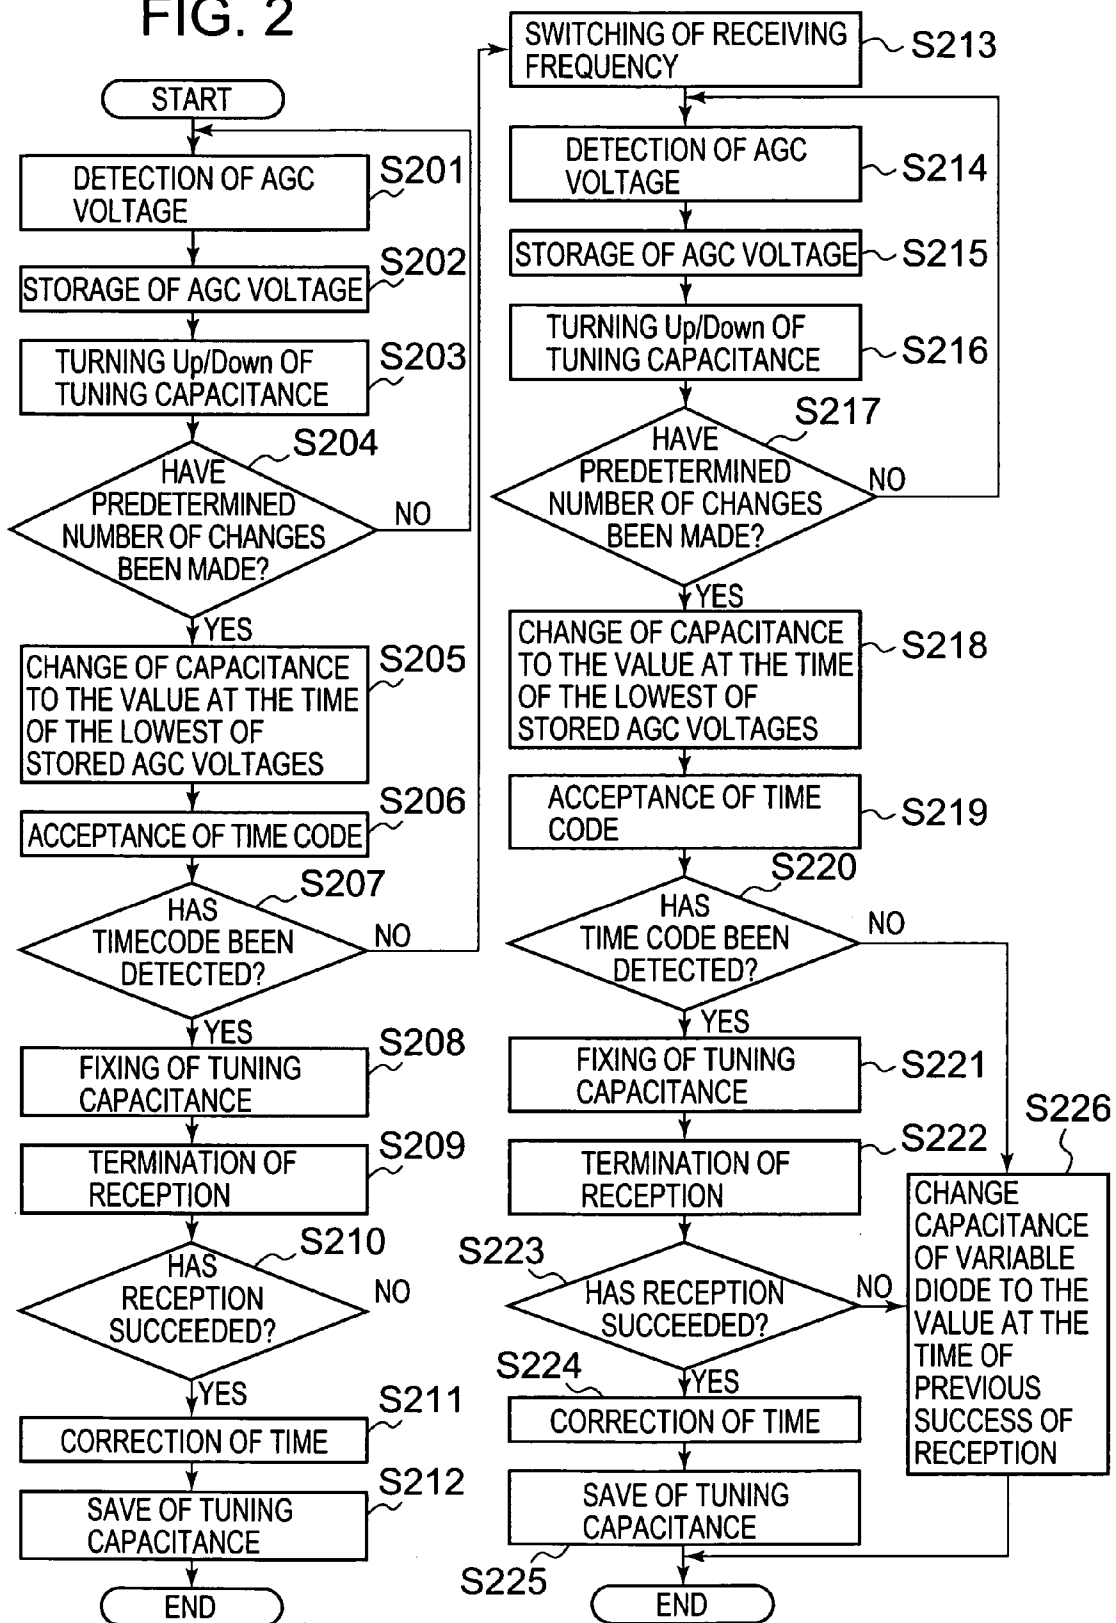 FIG. 2
START
DETECTION OF AGC
VOLTAGE
S201
STORAGE OF AGC VOLTAGE
S202
TURNING Up/Down OF
TUNING CAPACITANCE
S203
S204
HAVE
PREDETERMINED
NUMBER OF CHANGES
BEEN MADE?
NO
YES
CHANGE OF CAPACITANCE
TO THE VALUE AT THE TIME
OF THE LOWEST OF
STORED AGC VOLTAGES
S205
ACCEPTANCE OF TIME CODE
S206
S207
HAS
TIMECODE BEEN
DETECTED?
NO
YES
FIXING OF TUNING
CAPACITANCE
S208
TERMINATION OF
RECEPTION
S209
S210
HAS
RECEPTION
SUCCEEDED?
NO
YES
CORRECTION OF TIME
S211
SAVE OF TUNING
CAPACITANCE
S212
END
SWITCHING OF RECEIVING
FREQUENCY
S213
DETECTION OF AGC
VOLTAGE
S214
STORAGE OF AGC VOLTAGE
S215
TURNING Up/Down OF
TUNING CAPACITANCE
S216
S217
HAVE
PREDETERMINED
NUMBER OF CHANGES
BEEN MADE?
NO
YES
CHANGE OF CAPACITANCE
TO THE VALUE AT THE TIME
OF THE LOWEST OF
STORED AGC VOLTAGES
S218
ACCEPTANCE OF TIME
CODE
S219
S220
HAS
TIME CODE BEEN
DETECTED?
NO
YES
FIXING OF TUNING
CAPACITANCE
S221
TERMINATION OF
RECEPTION
S222
S223
HAS RECEPTION
SUCCEEDED?
NO
YES
S224
CORRECTION OF TIME
SAVE OF TUNING
CAPACITANCE
S225
END
S226
CHANGE
CAPACITANCE
OF VARIABLE
DIODE TO THE
VALUE AT THE
TIME OF
PREVIOUS
SUCCESS OF
RECEPTION